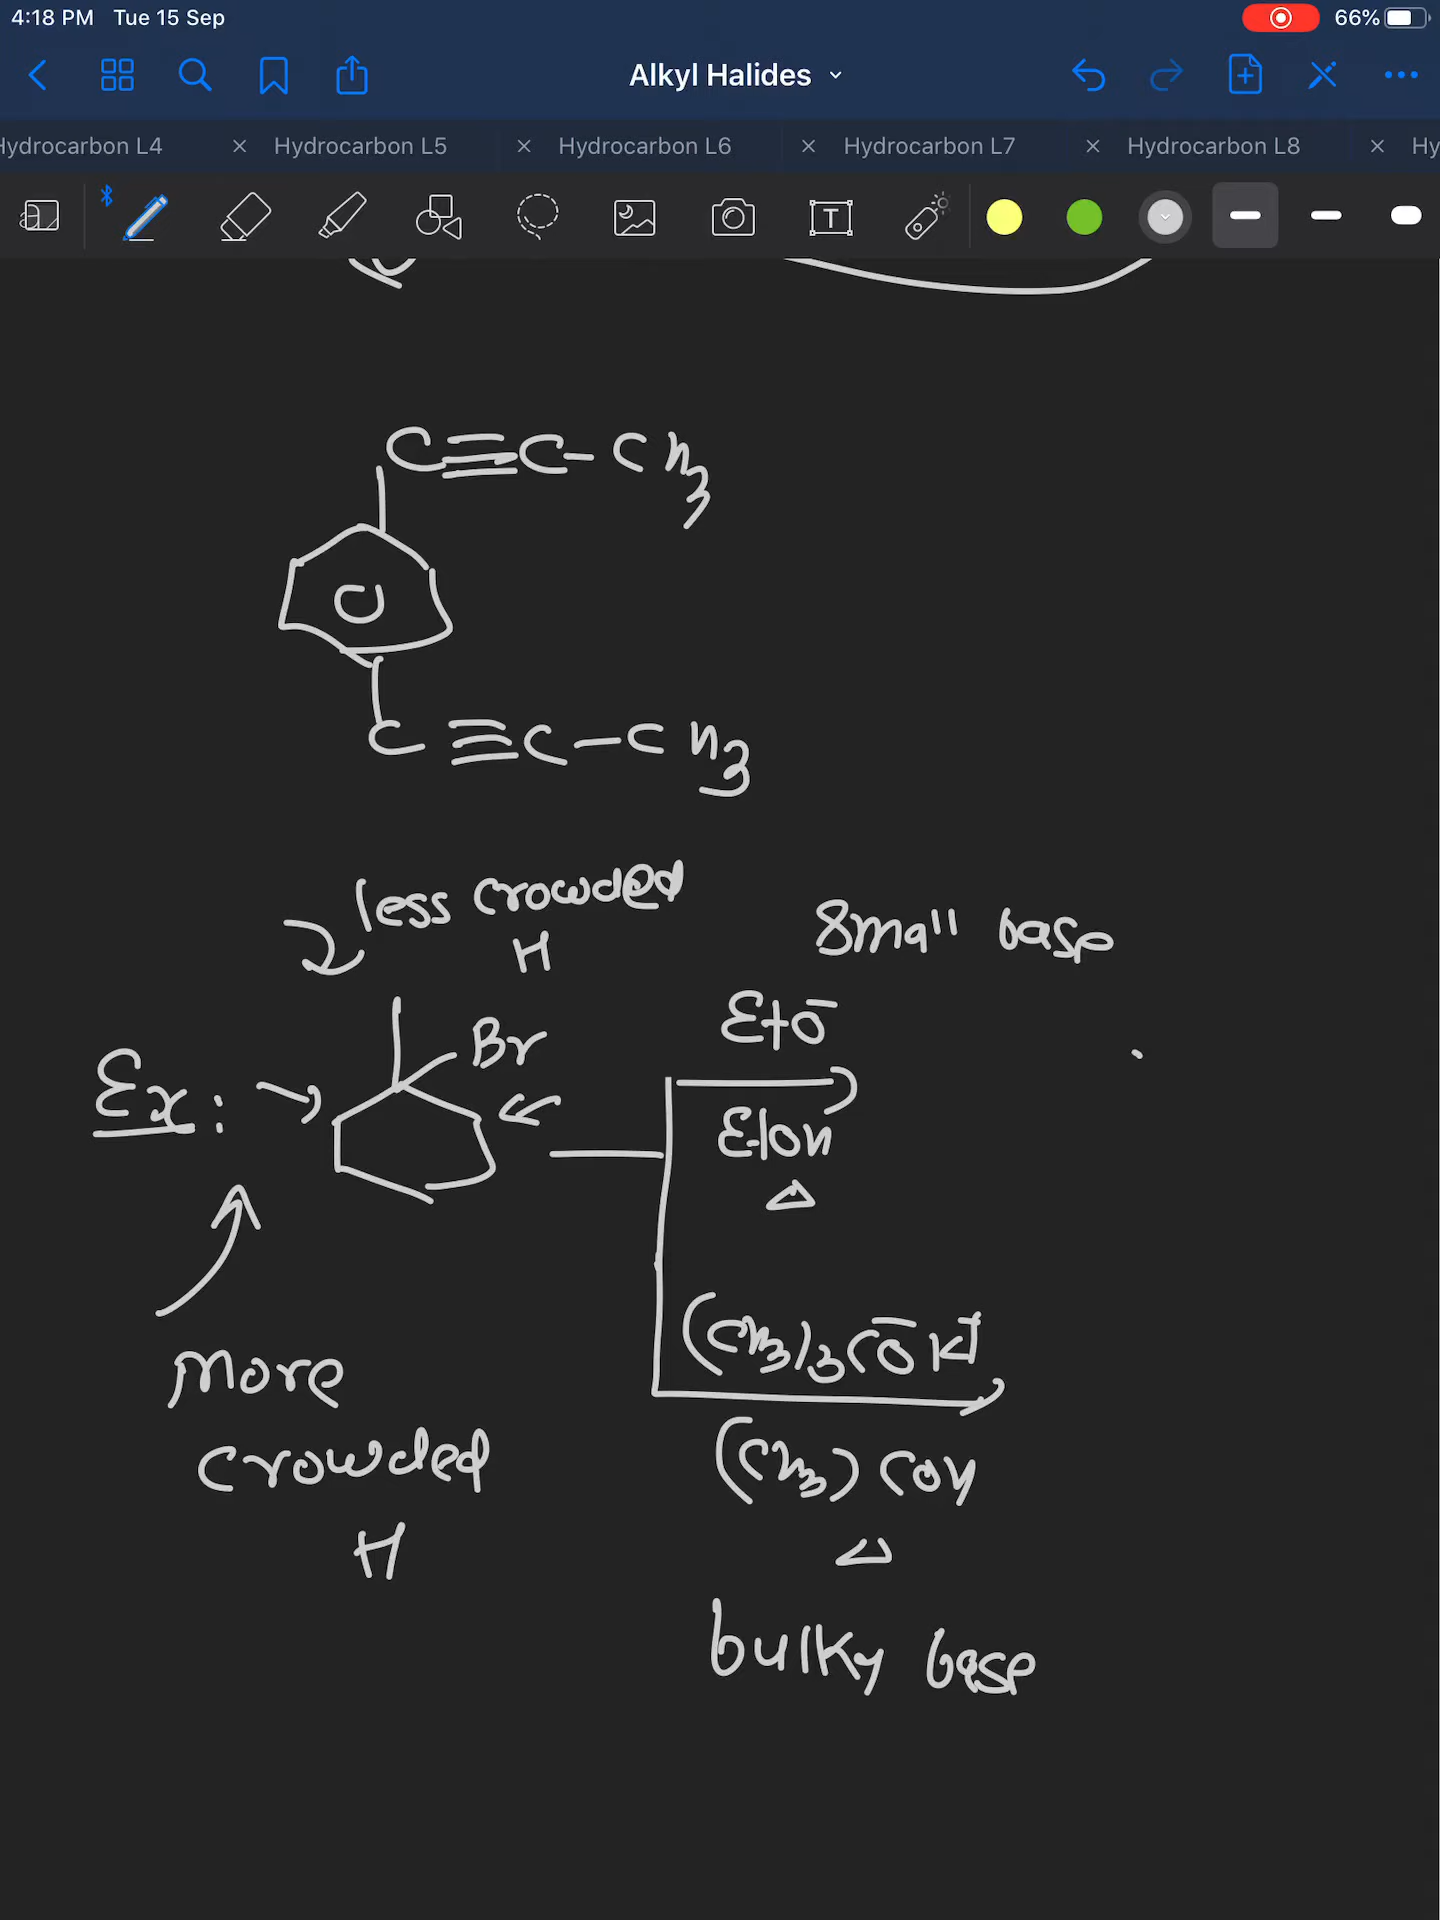 4:18 PM Tue 15 Sep
66%
Alkyl Halides
Hydrocarbon L4
Hydrocarbon L5
Hydrocarbon L6
Hydrocarbon L7
Hydrocarbon L8
Hy
C≡C-CH3
C≡C-CH3
less crowded
H
Small base
EtO⁻
Br
Ex:
EtOH
Δ
(CH3)3CO⁻K⁺
More
crowded
H
(CH3)COH
Δ
bulky base